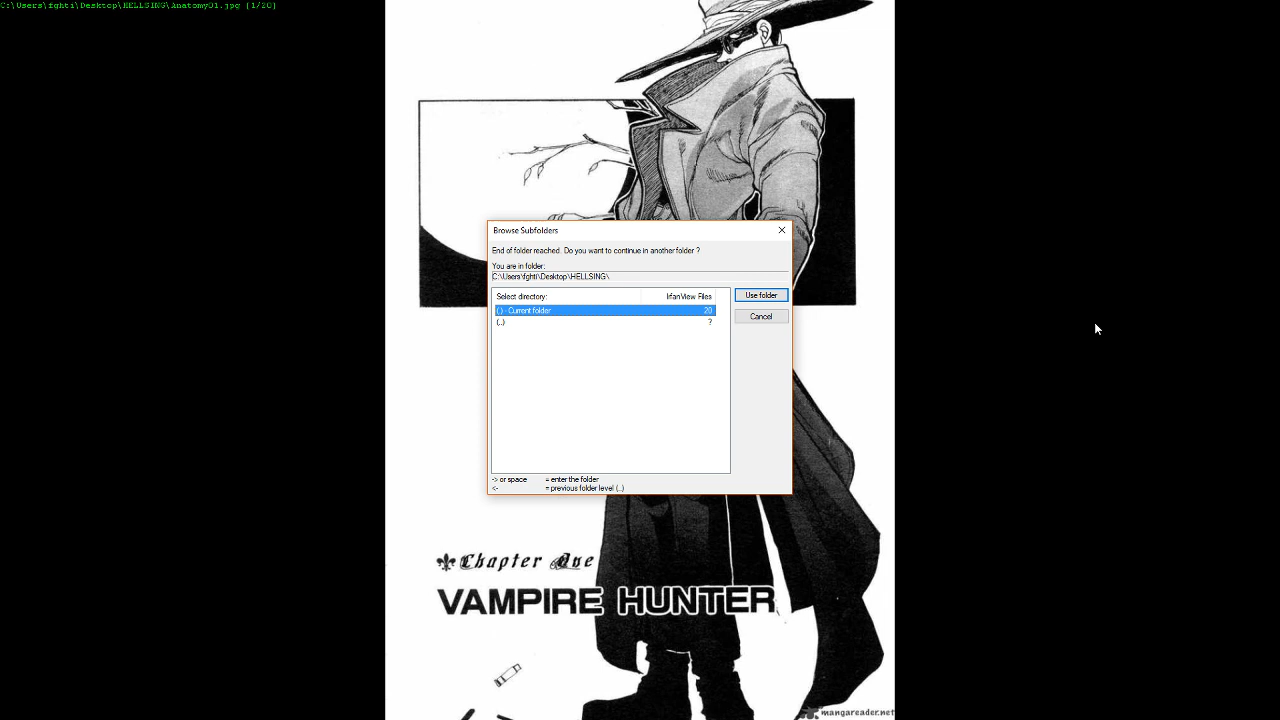 C:\Users\fghti\Desktop\HELLSING\Anatomy01.jpg [1/20]
Browse Subfolders
End of folder reached. Do you want to continue in another folder ?
You are in folder:
C:\Users\fghti\Desktop\HELLSING\
Select directory: IrfanView Files
(.) - Current folder 20
(..) ?
Use folder
Cancel
-> or space = enter the folder
<- = previous folder level (..)
Chapter One
VAMPIRE HUNTER
mangareader.net